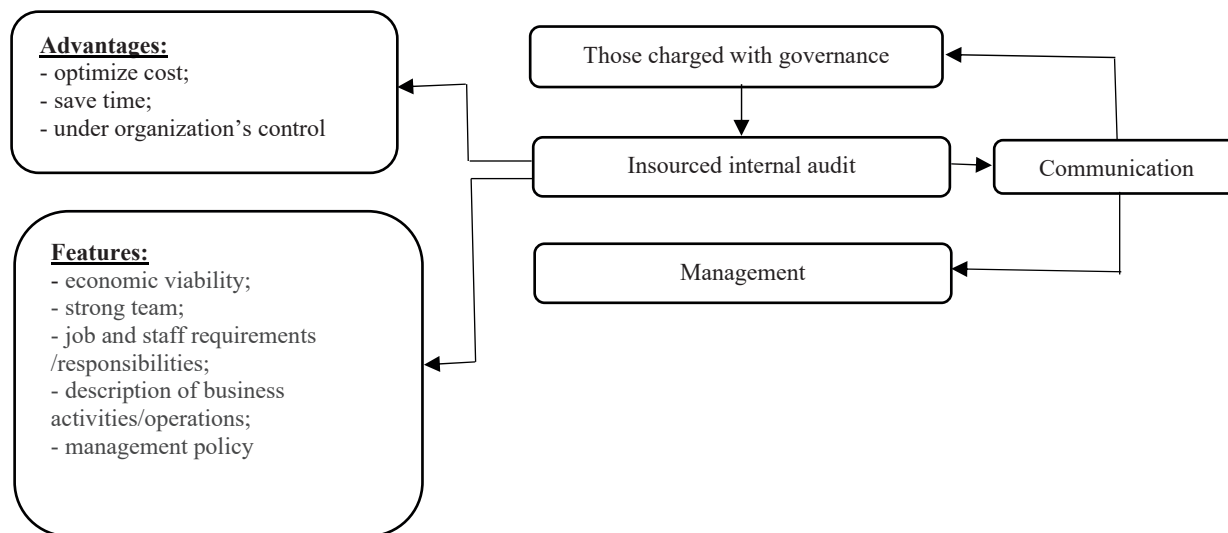 Advantages:
- optimize cost;
- save time;
- under organization’s control
Those charged with governance
Insourced internal audit
Communication
Management
Features:
- economic viability;
- strong team;
- job and staff requirements
/responsibilities;
- description of business
activities/operations;
- management policy